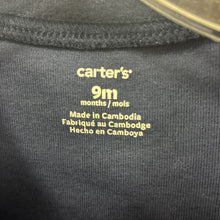 carter's
9m
months / mois
Made in Cambodia
Fabriqué au Cambodge
Hecho en Camboya